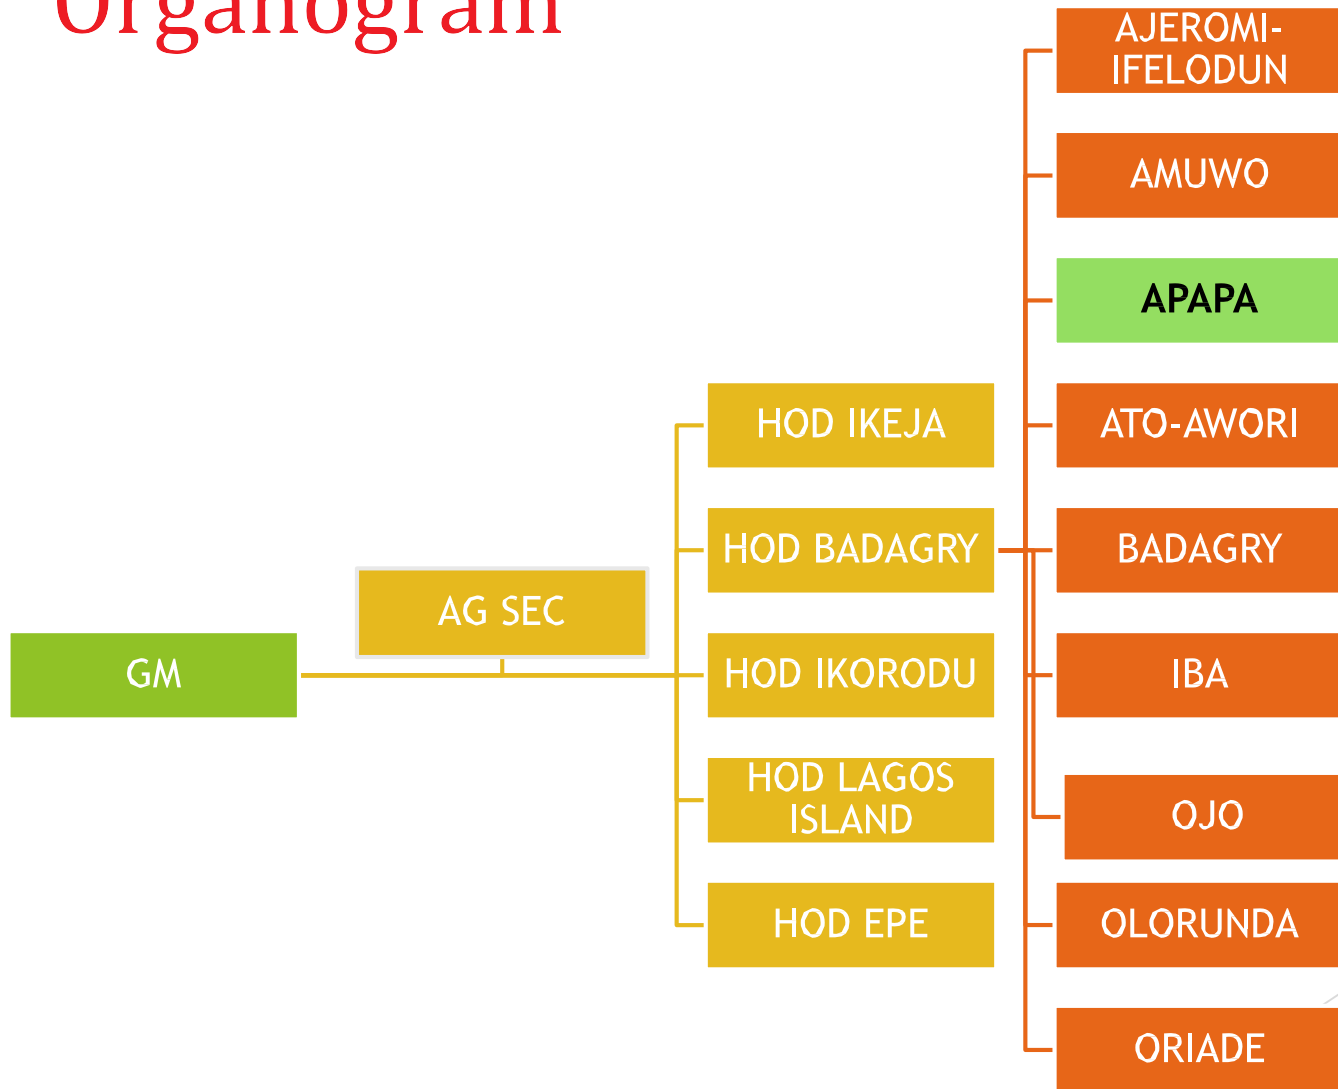 Organogram
GM
AG SEC
HOD IKEJA
HOD BADAGRY
HOD IKORODU
HOD LAGOS
ISLAND
HOD EPE
AJEROMI-
IFELODUN
AMUWO
APAPA
ATO-AWORI
BADAGRY
IBA
OJO
OLORUNDA
ORIADE